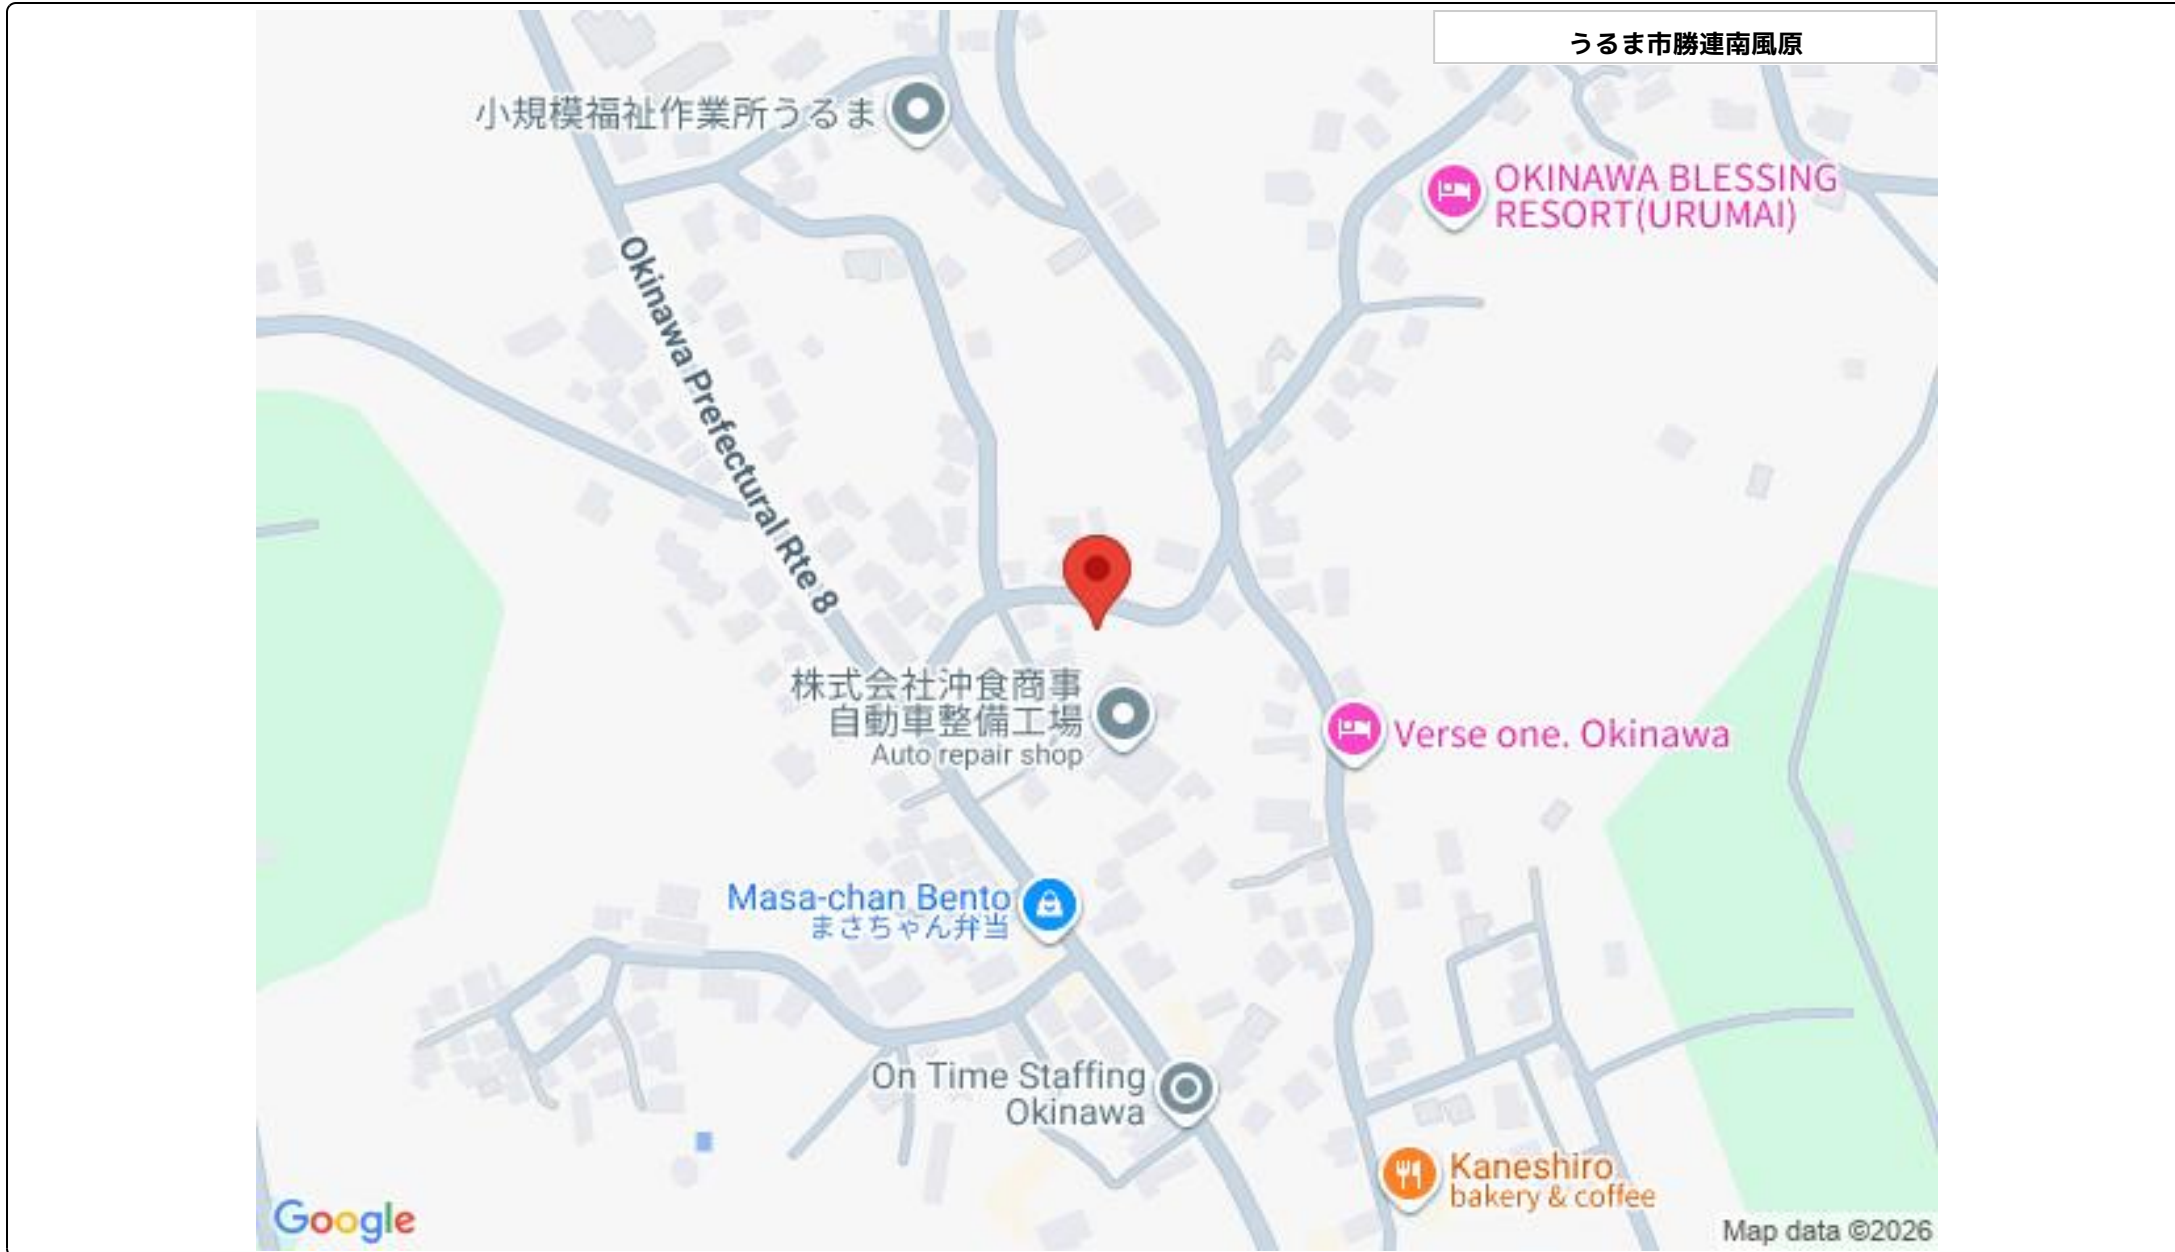 うるま市勝連南風原
小規模福祉作業所うるま
OKINAWA BLESSING
RESORT(URUMAI)
Okinawa Prefectural Rte 8
株式会社沖食商事
自動車整備工場
Auto repair shop
Verse one. Okinawa
Masa-chan Bento
まさちゃん弁当
On Time Staffing
Okinawa
Kaneshiro
bakery & coffee
Google
Map data ©2026